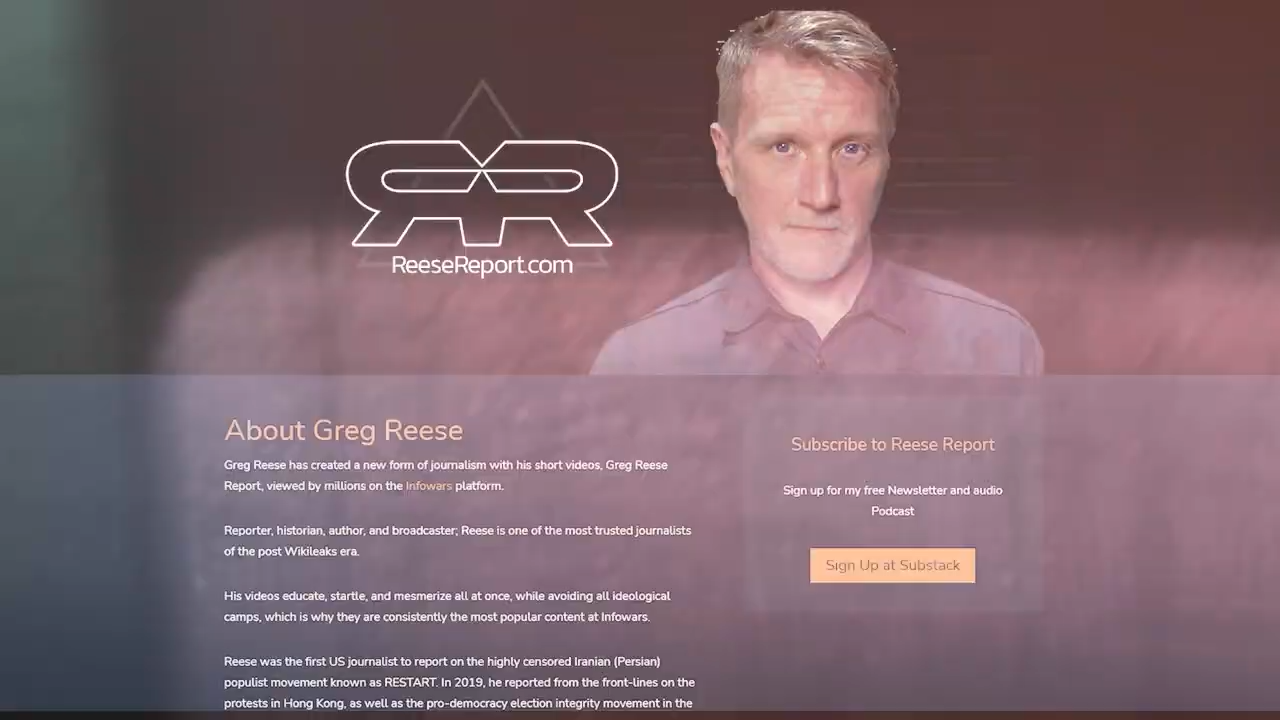 RR
ReeseReport.com
About Greg Reese
Greg Reese has created a new form of journalism with his short videos, Greg Reese
Report, viewed by millions on the Infowars platform.
Reporter, historian, author, and broadcaster; Reese is one of the most trusted journalists
of the post Wikileaks era.
His videos educate, startle, and mesmerize all at once, while avoiding all ideological
camps, which is why they are consistently the most popular content at Infowars.
Reese was the first US journalist to report on the highly censored Iranian (Persian)
populist movement known as RESTART. In 2019, he reported from the front-lines on the
protests in Hong Kong, as well as the pro-democracy election integrity movement in the
Subscribe to Reese Report
Sign up for my free Newsletter and audio
Podcast
Sign Up at Substack